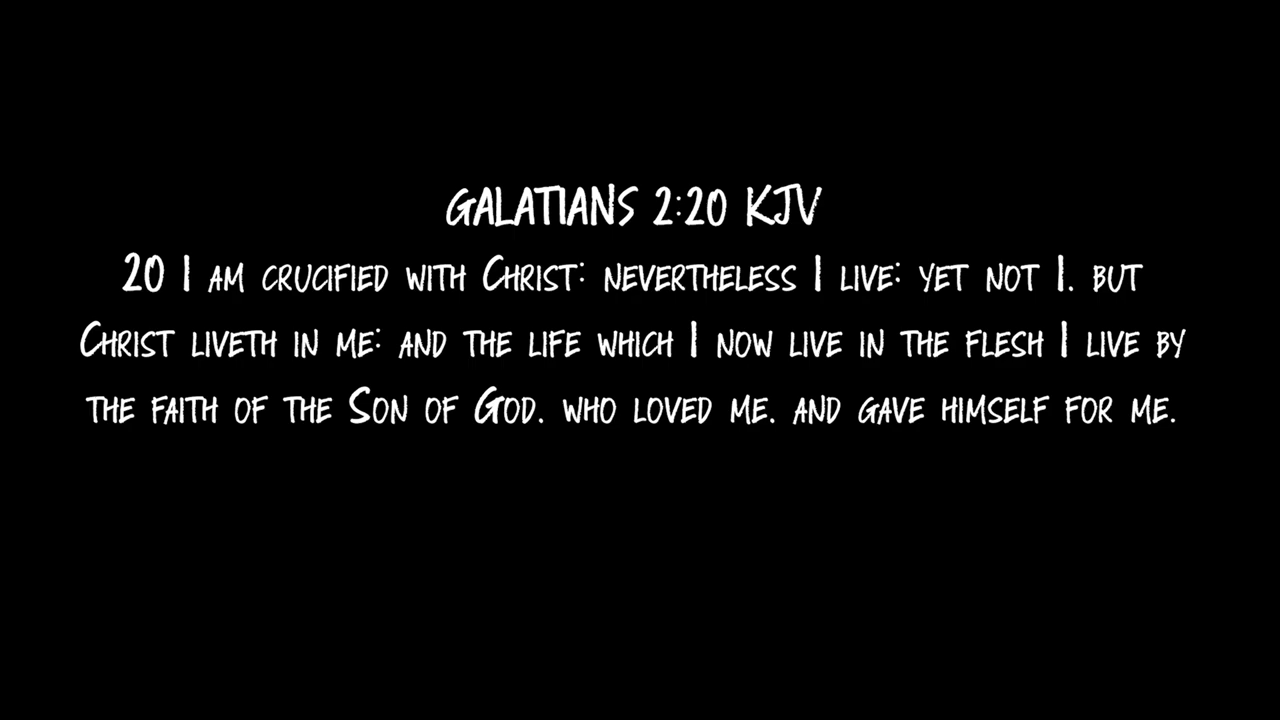 GALATIANS 2:20 KJV
20 I AM CRUCIFIED WITH CHRIST: NEVERTHELESS I LIVE: YET NOT I. BUT
CHRIST LIVETH IN ME: AND THE LIFE WHICH I NOW LIVE IN THE FLESH I LIVE BY
THE FAITH OF THE SON OF GOD. WHO LOVED ME. AND GAVE HIMSELF FOR ME.